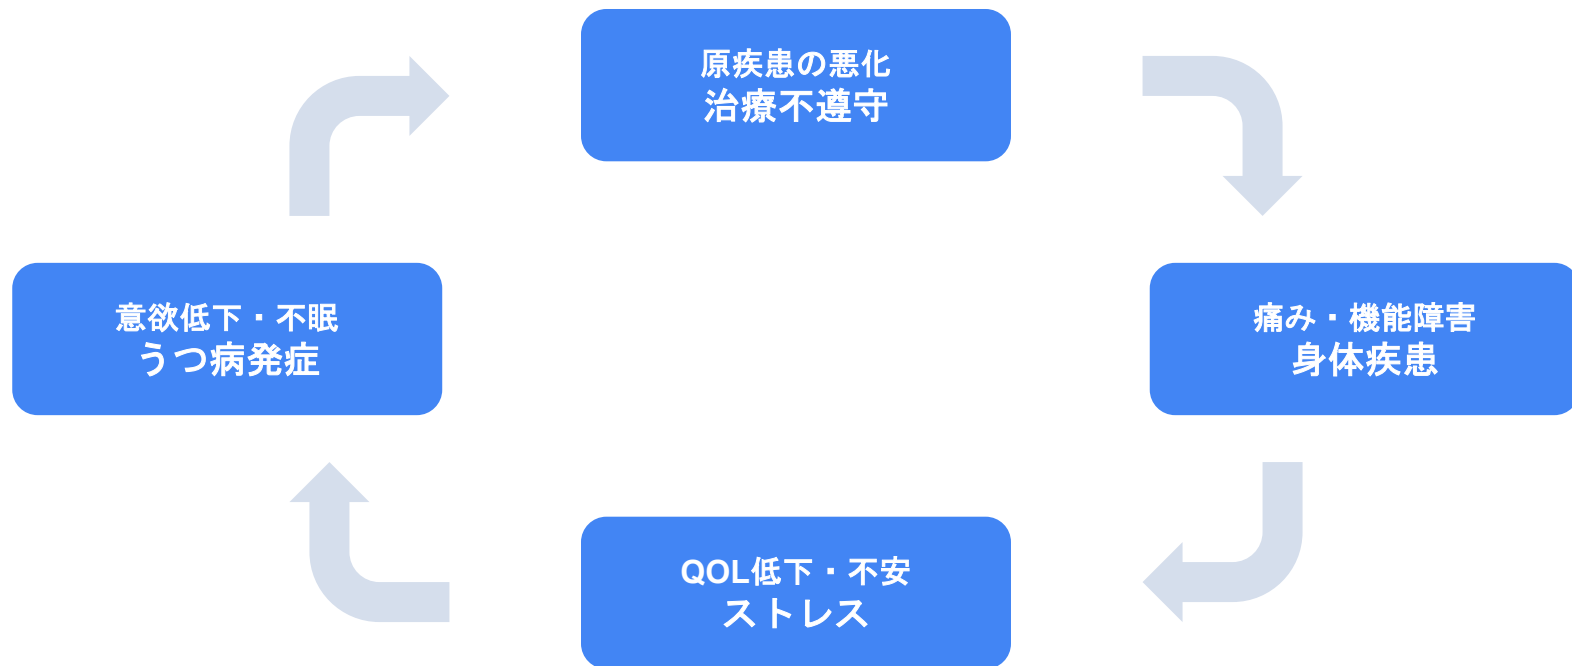 原疾患の悪化
治療不遵守
意欲低下・不眠
うつ病発症
痛み・機能障害
身体疾患
QOL低下・不安
ストレス